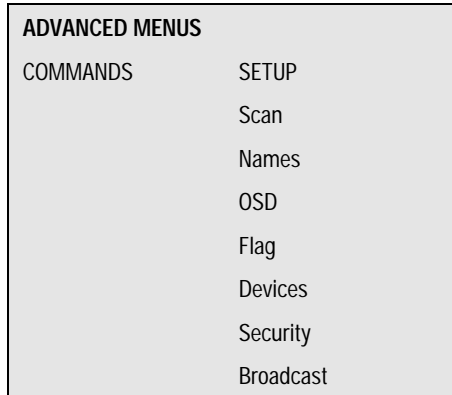 ADVANCED MENUS
COMMANDS SETUP
Scan
Names
OSD
Flag
Devices
Security
Broadcast